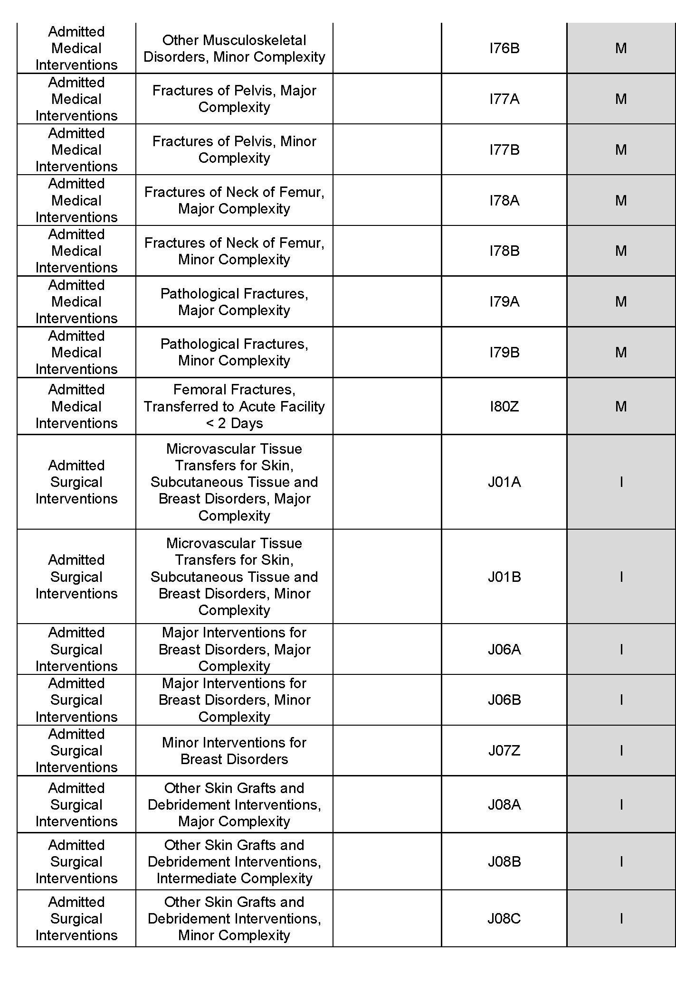 Admitted
Medical
Interventions
Other Musculoskeletal
Disorders, Minor Complexity
I76B
M
Admitted
Medical
Interventions
Fractures of Pelvis, Major
Complexity
I77A
M
Admitted
Medical
Interventions
Fractures of Pelvis, Minor
Complexity
I77B
M
Admitted
Medical
Interventions
Fractures of Neck of Femur,
Major Complexity
I78A
M
Admitted
Medical
Interventions
Fractures of Neck of Femur,
Minor Complexity
I78B
M
Admitted
Medical
Interventions
Pathological Fractures,
Major Complexity
I79A
M
Admitted
Medical
Interventions
Pathological Fractures,
Minor Complexity
I79B
M
Admitted
Medical
Interventions
Femoral Fractures,
Transferred to Acute Facility
< 2 Days
I80Z
M
Admitted
Surgical
Interventions
Microvascular Tissue
Transfers for Skin,
Subcutaneous Tissue and
Breast Disorders, Major
Complexity
J01A
I
Admitted
Surgical
Interventions
Microvascular Tissue
Transfers for Skin,
Subcutaneous Tissue and
Breast Disorders, Minor
Complexity
J01B
I
Admitted
Surgical
Interventions
Major Interventions for
Breast Disorders, Major
Complexity
J06A
I
Admitted
Surgical
Interventions
Major Interventions for
Breast Disorders, Minor
Complexity
J06B
I
Admitted
Surgical
Interventions
Minor Interventions for
Breast Disorders
J07Z
I
Admitted
Surgical
Interventions
Other Skin Grafts and
Debridement Interventions,
Major Complexity
J08A
I
Admitted
Surgical
Interventions
Other Skin Grafts and
Debridement Interventions,
Intermediate Complexity
J08B
I
Admitted
Surgical
Interventions
Other Skin Grafts and
Debridement Interventions,
Minor Complexity
J08C
I